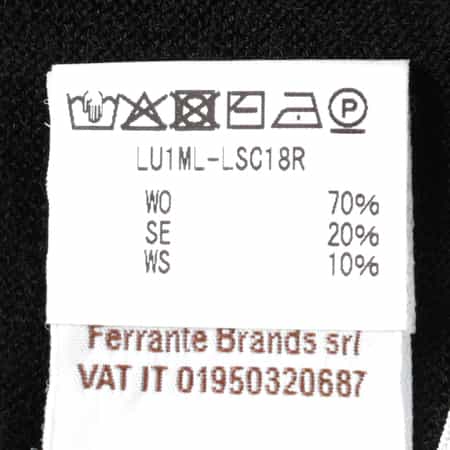 P
LU1ML-LSC18R
WO 70%
SE 20%
WS 10%
Ferrante Brands srl
VAT IT 01950320687